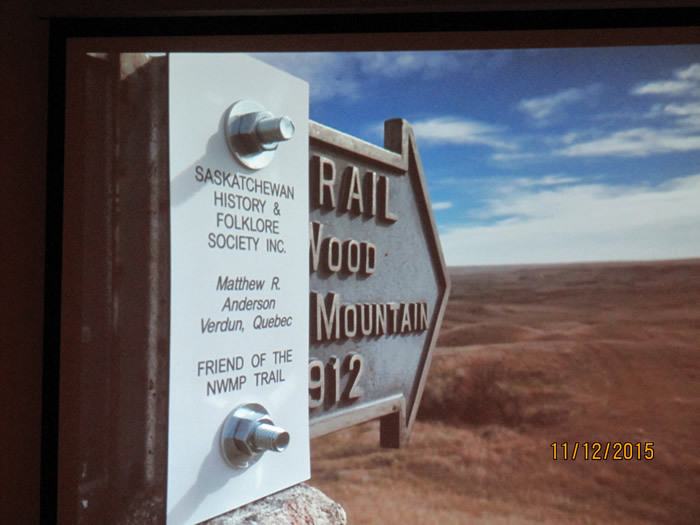 SASKATCHEWAN
HISTORY &
FOLKLORE
SOCIETY INC.
Matthew R.
Anderson
Verdun, Quebec
FRIEND OF THE
NWMP TRAIL
RAIL
WOOD
MOUNTAIN
912
11/12/2015